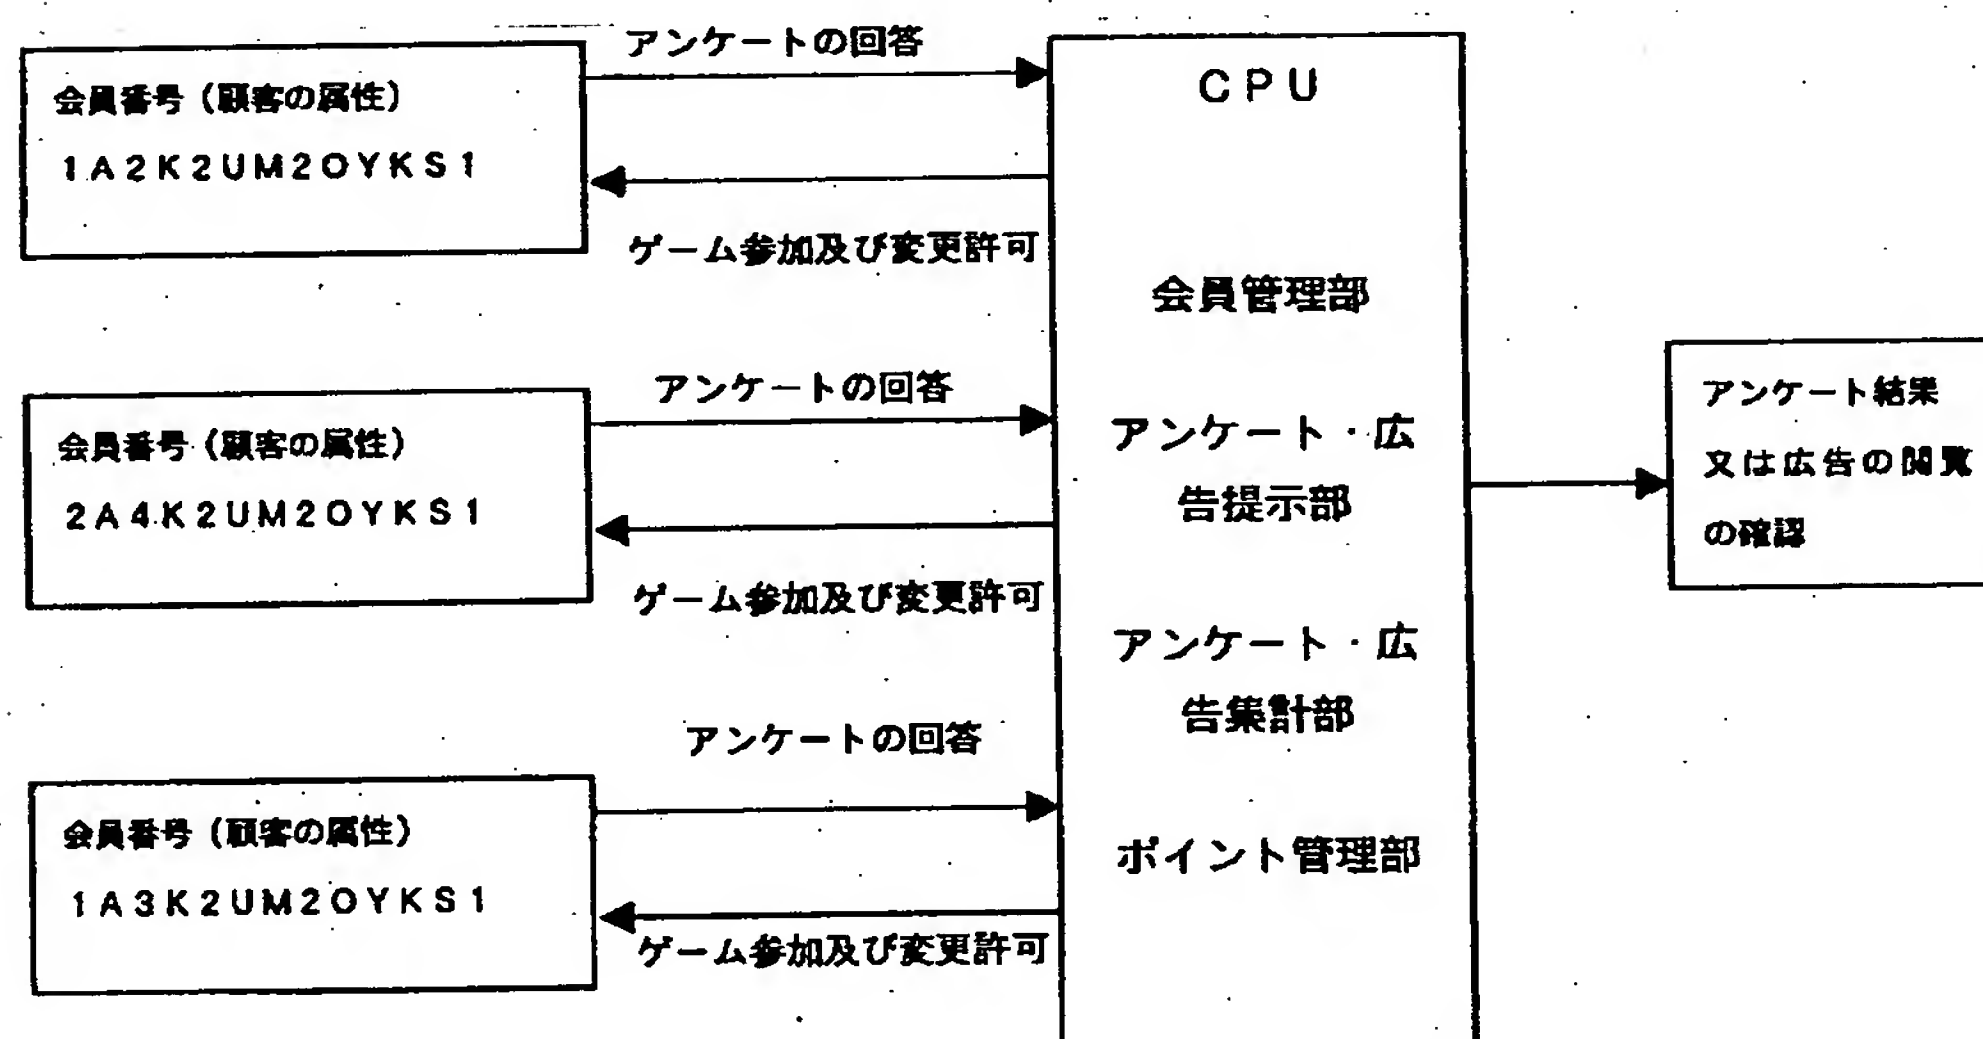 アンケートの回答
会員番号（顧客の属性）
1A2K2UM2OYKS1
ゲーム参加及び変更許可
アンケートの回答
会員番号（顧客の属性）
2A4K2UM2OYKS1
ゲーム参加及び変更許可
アンケートの回答
会員番号（顧客の属性）
1A3K2UM2OYKS1
ゲーム参加及び変更許可
CPU
会員管理部
アンケート・広
告提示部
アンケート・広
告集計部
ポイント管理部
アンケート結果
又は広告の閲覧
の確認